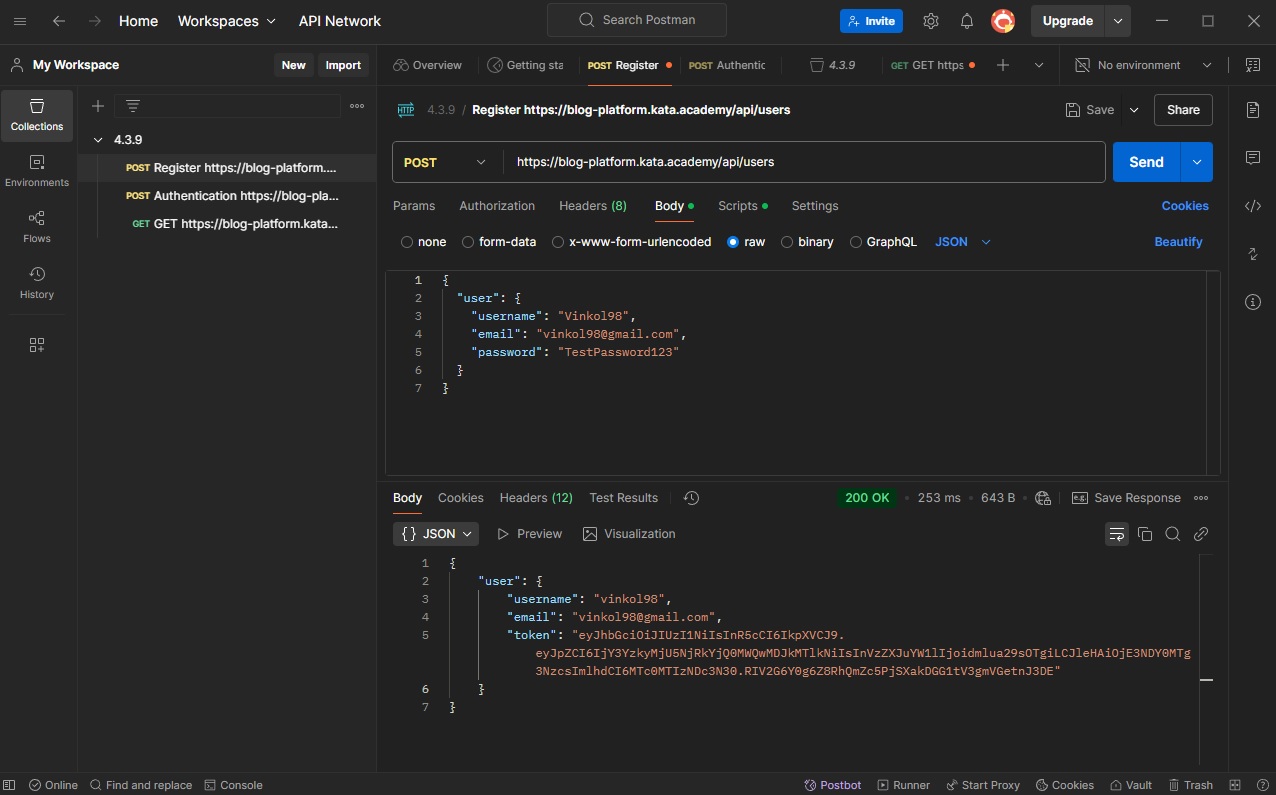 Home Workspaces API Network Search Postman Invite Upgrade
My Workspace New Import Overview Getting sta POST Register POST Authentic 4.3.9 GET GET https No environment
Collections
Environments
Flows
History
4.3.9
POST Register https://blog-platform....
POST Authentication https://blog-pla...
GET GET https://blog-platform.kata...
HTTP 4.3.9 / Register https://blog-platform.kata.academy/api/users Save Share
POST https://blog-platform.kata.academy/api/users Send
Params Authorization Headers (8) Body Scripts Settings Cookies
none form-data x-www-form-urlencoded raw binary GraphQL JSON Beautify
1 {
2 "user": {
3 "username": "Vinkol98",
4 "email": "vinkol98@gmail.com",
5 "password": "TestPassword123"
6 }
7 }
Body Cookies Headers (12) Test Results 200 OK 253 ms 643 B e.g. Save Response
{} JSON Preview Visualization
1 {
2 "user": {
3 "username": "vinkol98",
4 "email": "vinkol98@gmail.com",
5 "token": "eyJhbGciOiJIUzI1NiIsInR5cCI6IkpXVCJ9.
eyJpZCI6IjY3YzkyMjU5NjRkYjQ0MWQwMDJkMTlkNiIsInVzZXJuYW1lIjoidmlua29sOTgiLCJleHAiOjE3NDY0MTg
3NzcsImlhdCI6MTc0MTIzNDc3N30.RIV2G6Y0g6Z8RhQmZc5PjSXakDGG1tV3gmVGetnJ3DE"
6 }
7 }
Online Find and replace Console Postbot Runner Start Proxy Cookies Vault Trash